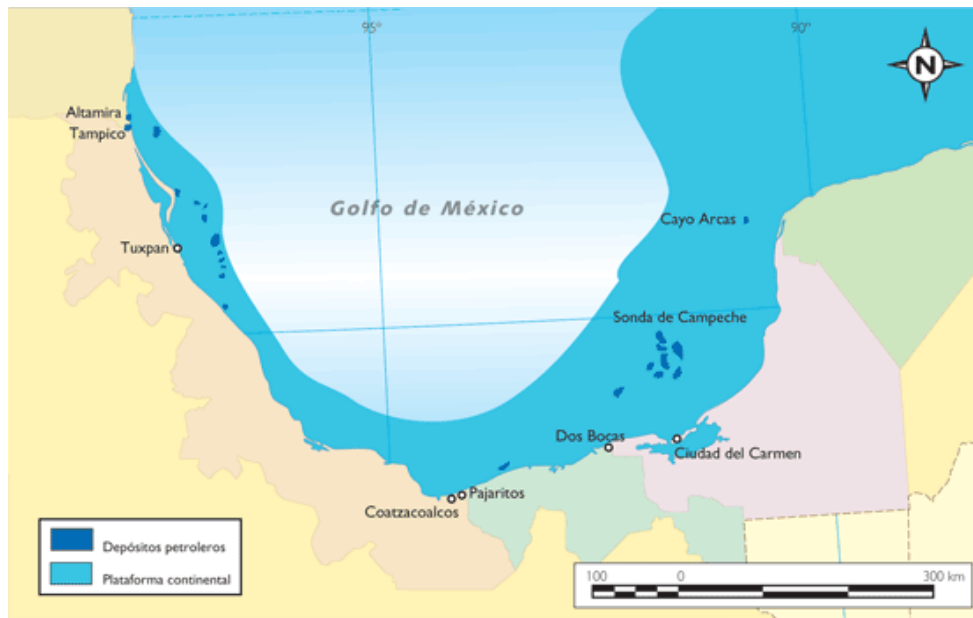 95°
90°
N
Altamira
Tampico
Golfo de México
Cayo Arcas
Tuxpan
Sonda de Campeche
Dos Bocas
Ciudad del Carmen
Pajaritos
Coatzacoalcos
Depósitos petroleros
Plataforma continental
100 0 300 km